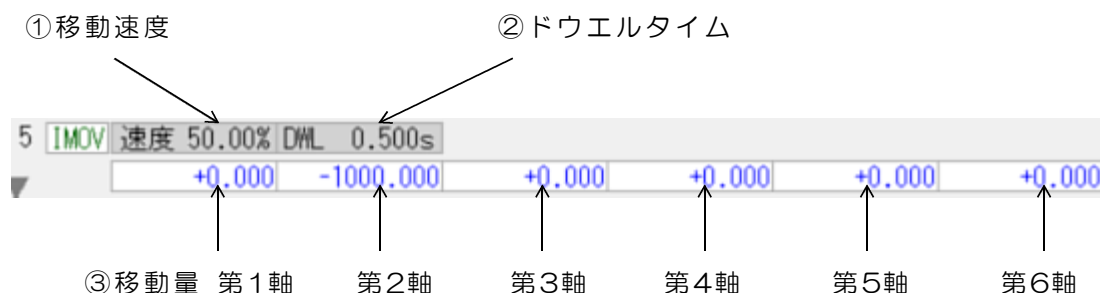 ①移動速度 ②ドウエルタイム
5 IMOV 速度 50.00% DWL 0.500s
+0.000 -1000.000 +0.000 +0.000 +0.000 +0.000
③移動量 第1軸 第2軸 第3軸 第4軸 第5軸 第6軸